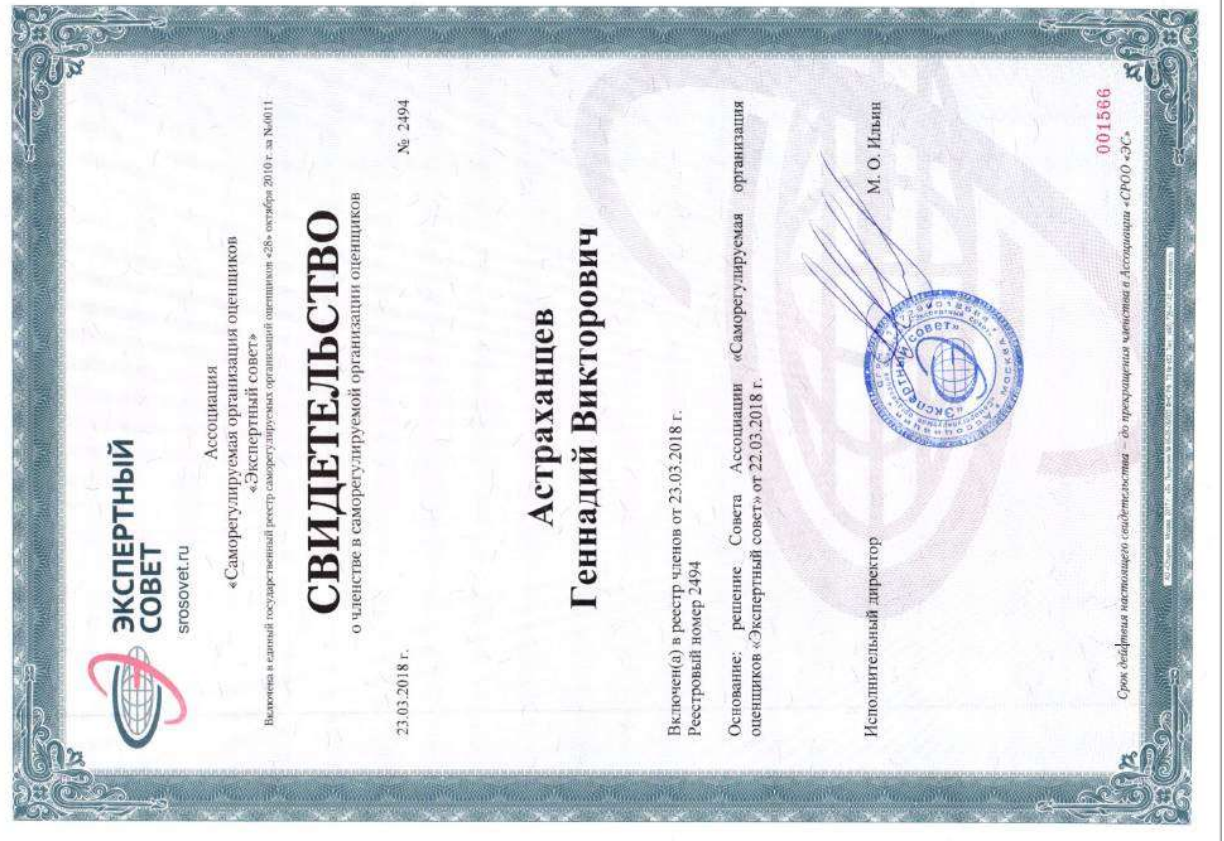 ЭКСПЕРТНЫЙ
СОВЕТ
srosovet.ru
Ассоциация
«Саморегулируемая организация оценщиков
«Экспертный совет»
Включена в единый государственный реестр саморегулируемых организаций оценщиков «28» октября 2010 г. за №0011
СВИДЕТЕЛЬСТВО
о членстве в саморегулируемой организации оценщиков
23.03.2018 г. № 2494
Астраханцев
Геннадий Викторович
Включен(а) в реестр членов от 23.03.2018 г.
Реестровый номер 2494
Основание: решение Совета Ассоциации «Саморегулируемая организация
оценщиков «Экспертный совет» от 22.03.2018 г.
Исполнительный директор М. О. Ильин
«Экспертный совет»
001566
Срок действия настоящего свидетельства – до прекращения членства в Ассоциации «СРОО «ЭС»